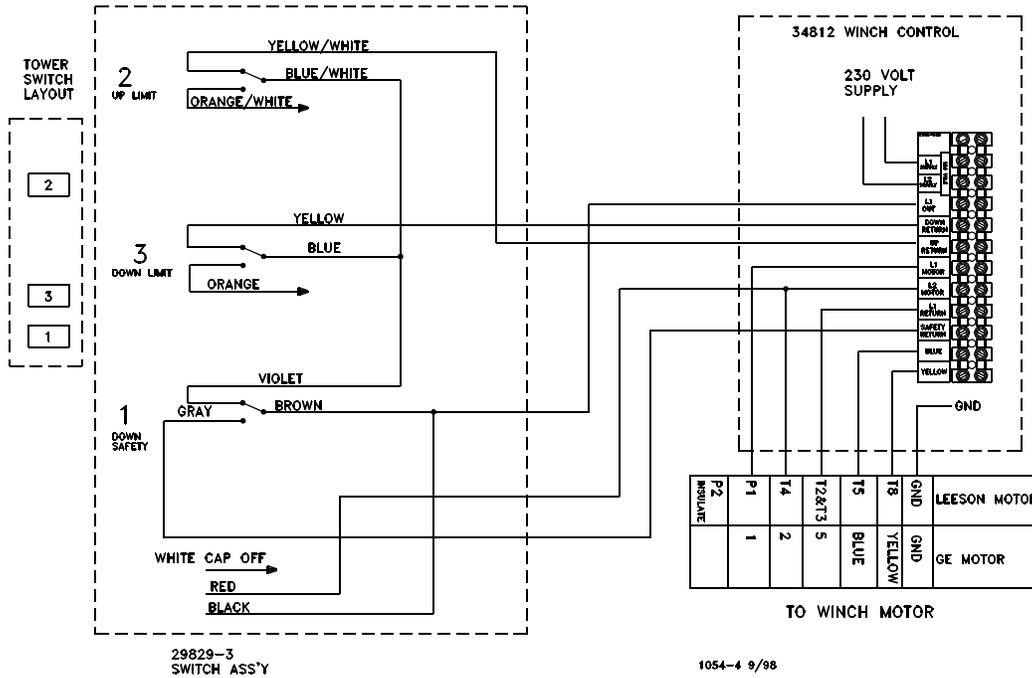 TOWER
SWITCH
LAYOUT
2
3
1
2
UP LIMIT
YELLOW/WHITE
BLUE/WHITE
ORANGE/WHITE
3
DOWN LIMIT
YELLOW
BLUE
ORANGE
1
DOWN
SAFETY
VIOLET
GRAY
BROWN
WHITE CAP OFF
RED
BLACK
29829-3
SWITCH ASS'Y
34812 WINCH CONTROL
230 VOLT
SUPPLY
L1
SUPPLY
L2
SUPPLY
L1
OUT
DOWN
RETURN
UP
RETURN
L1
MOTOR
L2
MOTOR
L1
RETURN
SAFETY
RETURN
BLUE
YELLOW
GND
P2
INSULATE
P1
T4
T2&T3
T5
T8
GND
LEESON MOTOR
1
2
5
BLUE
YELLOW
GND
GE MOTOR
TO WINCH MOTOR
1054-4 9/98